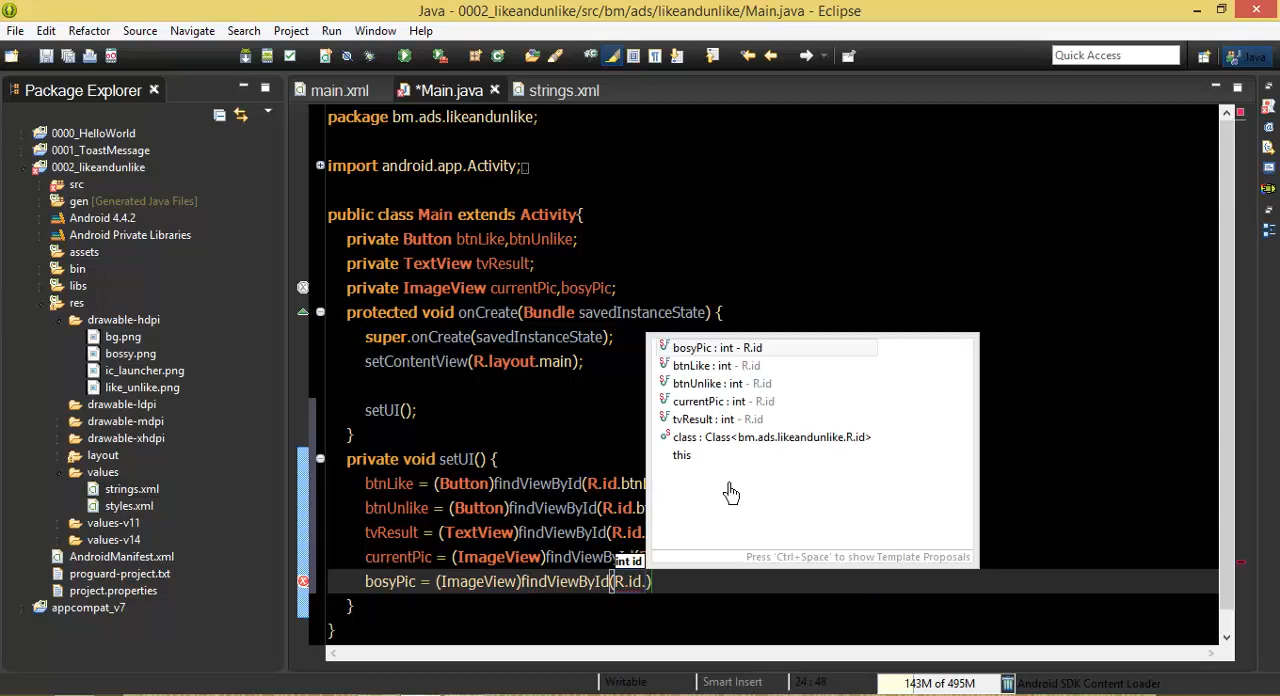 Java - 0002_likeandunlike/src/bm/ads/likeandunlike/Main.java - Eclipse
File Edit Refactor Source Navigate Search Project Run Window Help
Quick Access
Java
Package Explorer
main.xml
*Main.java
strings.xml
0000_HelloWorld
0001_ToastMessage
0002_likeandunlike
src
gen [Generated Java Files]
Android 4.4.2
Android Private Libraries
assets
bin
libs
res
drawable-hdpi
bg.png
bossy.png
ic_launcher.png
like_unlike.png
drawable-ldpi
drawable-mdpi
drawable-xhdpi
layout
values
strings.xml
styles.xml
values-v11
values-v14
AndroidManifest.xml
proguard-project.txt
project.properties
appcompat_v7
package bm.ads.likeandunlike;
import android.app.Activity;
public class Main extends Activity{
private Button btnLike,btnUnlike;
private TextView tvResult;
private ImageView currentPic,bosyPic;
protected void onCreate(Bundle savedInstanceState) {
super.onCreate(savedInstanceState);
setContentView(R.layout.main);
setUI();
}
private void setUI() {
btnLike = (Button)findViewById(R.id.btnl
btnUnlike = (Button)findViewById(R.id.bt
tvResult = (TextView)findViewById(R.id.
currentPic = (ImageView)findViewById(
bosyPic = (ImageView)findViewById(R.id.)
}
}
int id
bosyPic : int - R.id
btnLike : int - R.id
btnUnlike : int - R.id
currentPic : int - R.id
tvResult : int - R.id
class : Class<bm.ads.likeandunlike.R.id>
this
Press 'Ctrl+Space' to show Template Proposals
Writable
Smart Insert
24 : 48
143M of 495M
Android SDK Content Loader